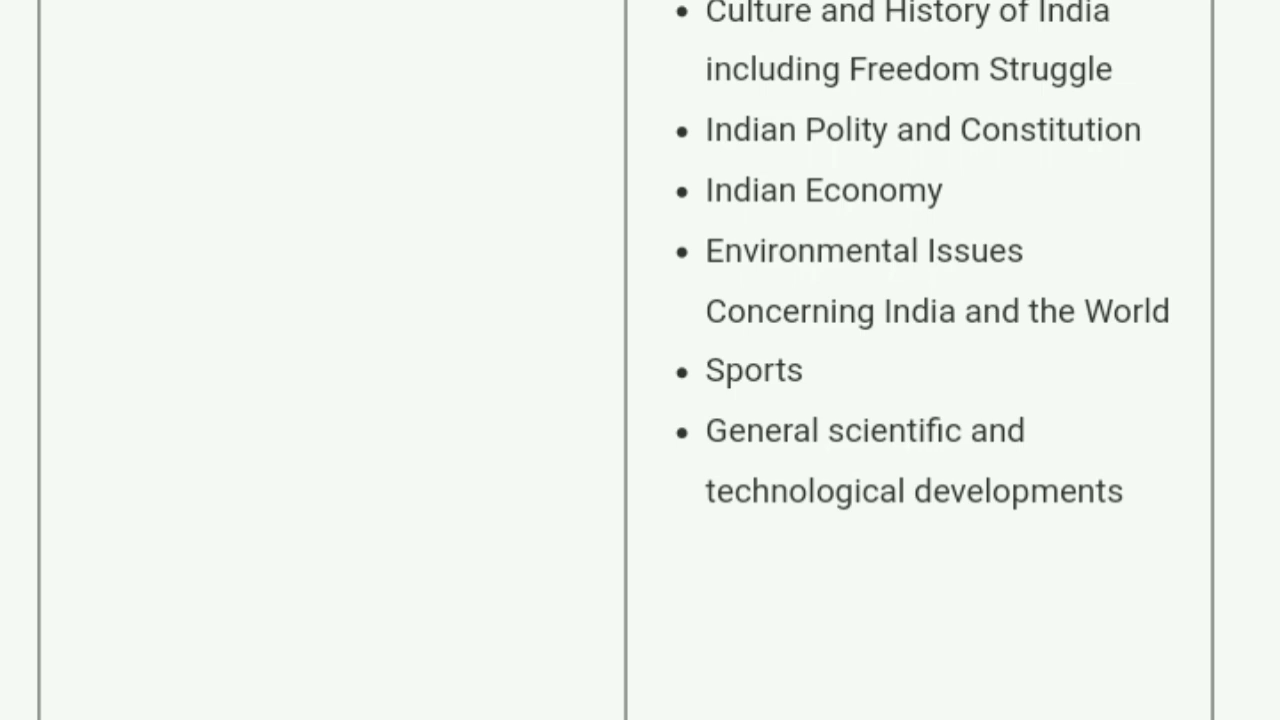 • Culture and History of India
including Freedom Struggle
• Indian Polity and Constitution
• Indian Economy
• Environmental Issues
Concerning India and the World
• Sports
• General scientific and
technological developments